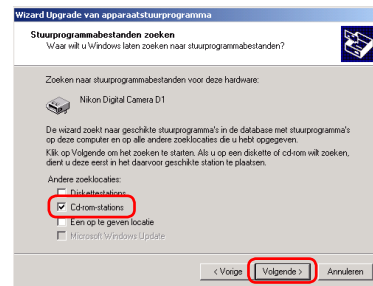 Wizard Upgrade van apparaatstuurprogramma
Stuurprogrammabestanden zoeken
Waar wilt u Windows laten zoeken naar stuurprogrammabestanden?
Zoeken naar stuurprogrammabestanden voor deze hardware:
Nikon Digital Camera D1
De wizard zoekt naar geschikte stuurprogramma's in de database met stuurprogramma's
op deze computer en op alle andere zoeklocaties die u hebt opgegeven.
Klik op Volgende om het zoeken te starten. Als u op een diskette of cd-rom wilt zoeken,
dient u deze eerst in het daarvoor geschikte station te plaatsen.
Andere zoeklocaties:
Diskettestations
Cd-rom-stations
Een op te geven locatie
Microsoft Windows Update
< Vorige
Volgende >
Annuleren